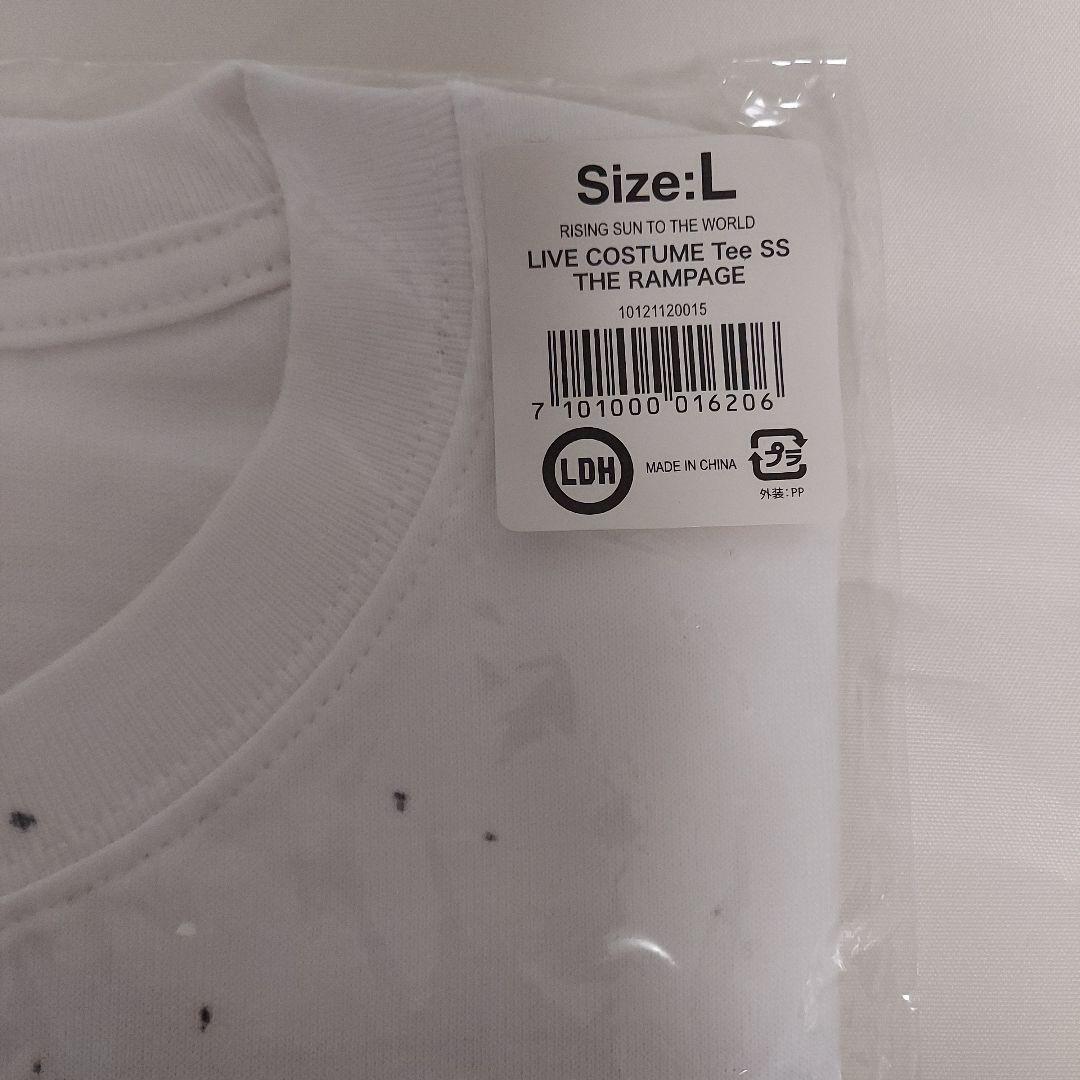 Size:L
RISING SUN TO THE WORLD
LIVE COSTUME Tee SS
THE RAMPAGE
10121120015
7 101000 016206
LDH
MADE IN CHINA
プラ
外装:PP